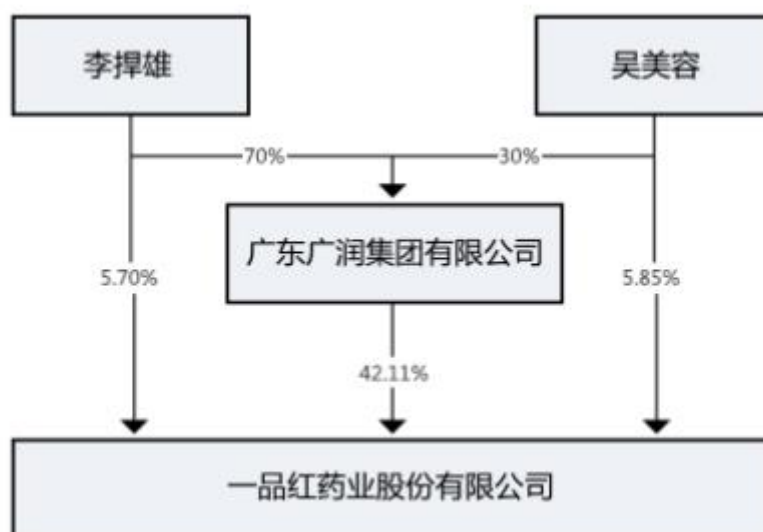 李捍雄
吴美容
70%
30%
广东广润集团有限公司
5.70%
5.85%
42.11%
一品红药业股份有限公司